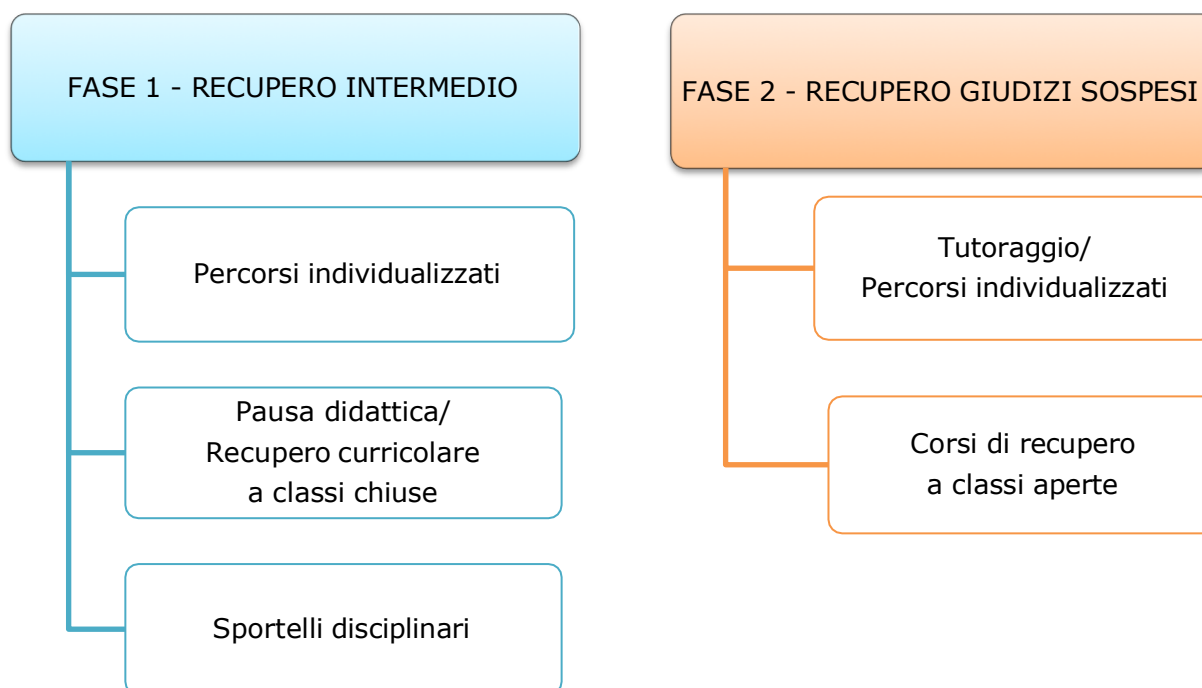 FASE 1 - RECUPERO INTERMEDIO
Percorsi individualizzati
Pausa didattica/
Recupero curricolare
a classi chiuse
Sportelli disciplinari
FASE 2 - RECUPERO GIUDIZI SOSPESI
Tutoraggio/
Percorsi individualizzati
Corsi di recupero
a classi aperte